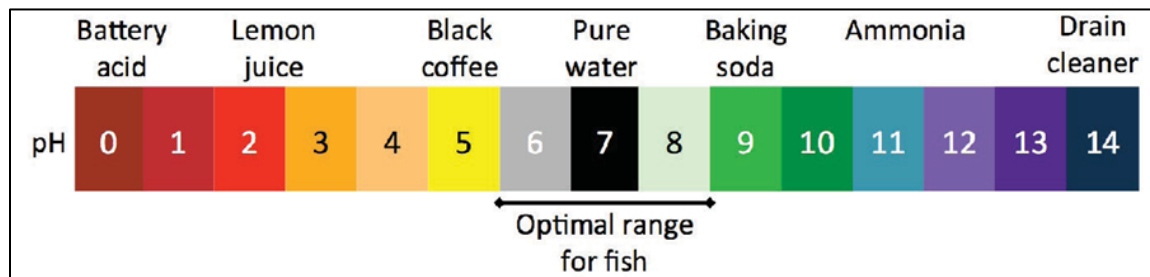 Battery acid
Lemon juice
Black coffee
Pure water
Baking soda
Ammonia
Drain cleaner
pH 0 1 2 3 4 5 6 7 8 9 10 11 12 13 14
Optimal range
for fish